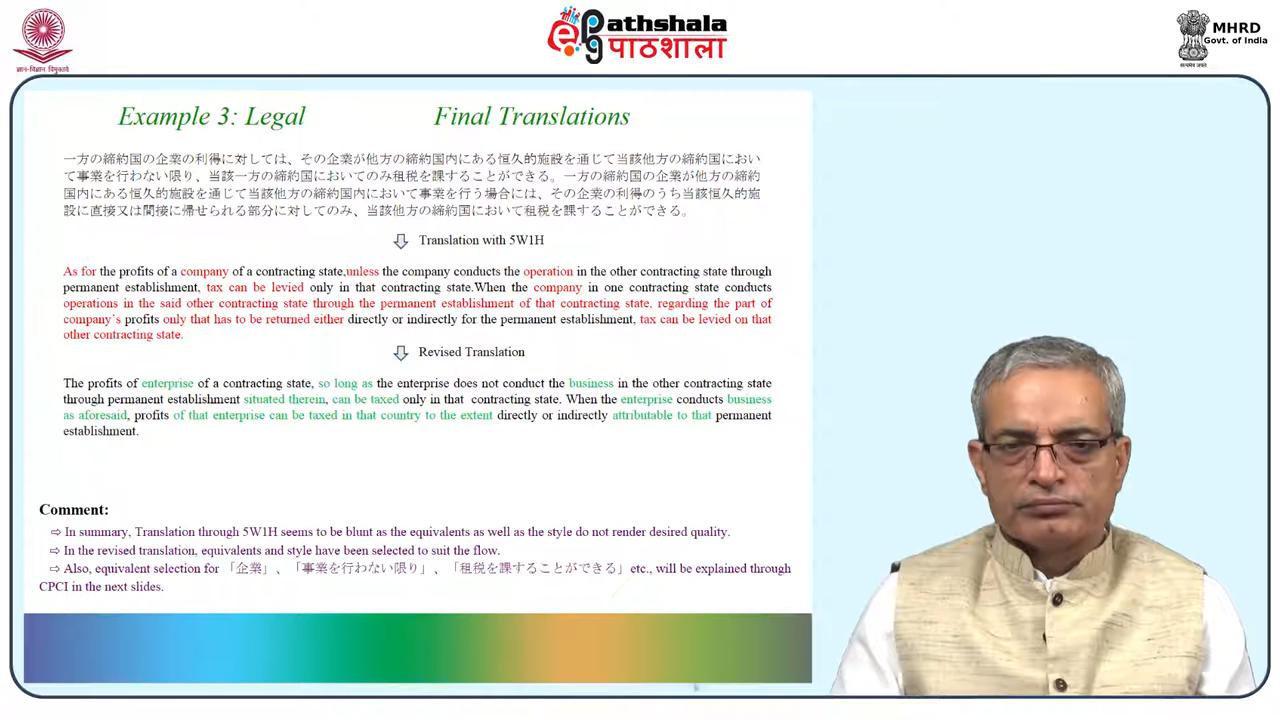 ज्ञान-विज्ञान विमुक्तये
ePathshala
पाठशाला
MHRD
Govt. of India
सत्यमेव जयते
Example 3: Legal Final Translations
一方の締約国の企業の利得に対しては、その企業が他方の締約国内にある恒久的施設を通じて当該他方の締約国におい
て事業を行わない限り、当該一方の締約国においてのみ租税を課することができる。一方の締約国の企業が他方の締約
国内にある恒久的施設を通じて当該他方の締約国内において事業を行う場合には、その企業の利得のうち当該恒久的施
設に直接又は間接に帰せられる部分に対してのみ、当該他方の締約国において租税を課することができる。
Translation with 5W1H
As for the profits of a company of a contracting state,unless the company conducts the operation in the other contracting state through
permanent establishment, tax can be levied only in that contracting state.When the company in one contracting state conducts
operations in the said other contracting state through the permanent establishment of that contracting state, regarding the part of
company's profits only that has to be returned either directly or indirectly for the permanent establishment, tax can be levied on that
other contracting state.
Revised Translation
The profits of enterprise of a contracting state, so long as the enterprise does not conduct the business in the other contracting state
through permanent establishment situated therein, can be taxed only in that contracting state. When the enterprise conducts business
as aforesaid, profits of that enterprise can be taxed in that country to the extent directly or indirectly attributable to that permanent
establishment.
Comment:
⇨ In summary, Translation through 5W1H seems to be blunt as the equivalents as well as the style do not render desired quality.
⇨ In the revised translation, equivalents and style have been selected to suit the flow.
⇨ Also, equivalent selection for 「企業」、「事業を行わない限り」、「租税を課することができる」etc., will be explained through
CPCI in the next slides.